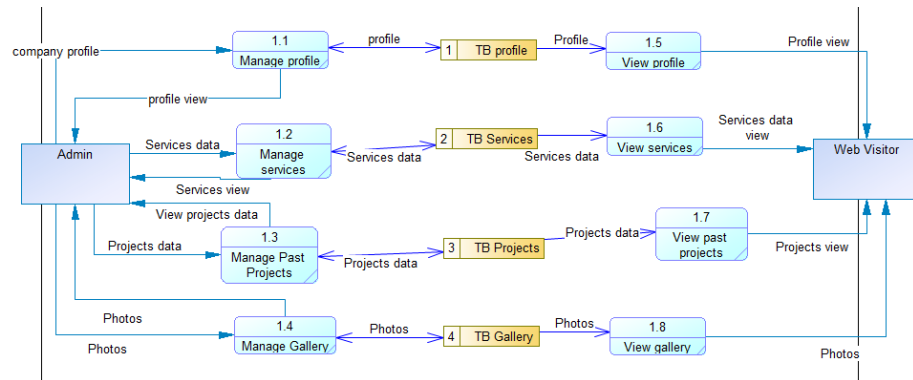 company profile
1.1
Manage profile
profile
1 TB profile
Profile
1.5
View profile
Profile view
profile view
Admin
Services data
1.2
Manage
services
Services data
2 TB Services
Services data
1.6
View services
Services data
view
Web Visitor
Services view
View projects data
Projects data
1.3
Manage Past
Projects
Projects data
3 TB Projects
Projects data
1.7
View past
projects
Projects view
Photos
Photos
1.4
Manage Gallery
Photos
4 TB Gallery
Photos
1.8
View gallery
Photos